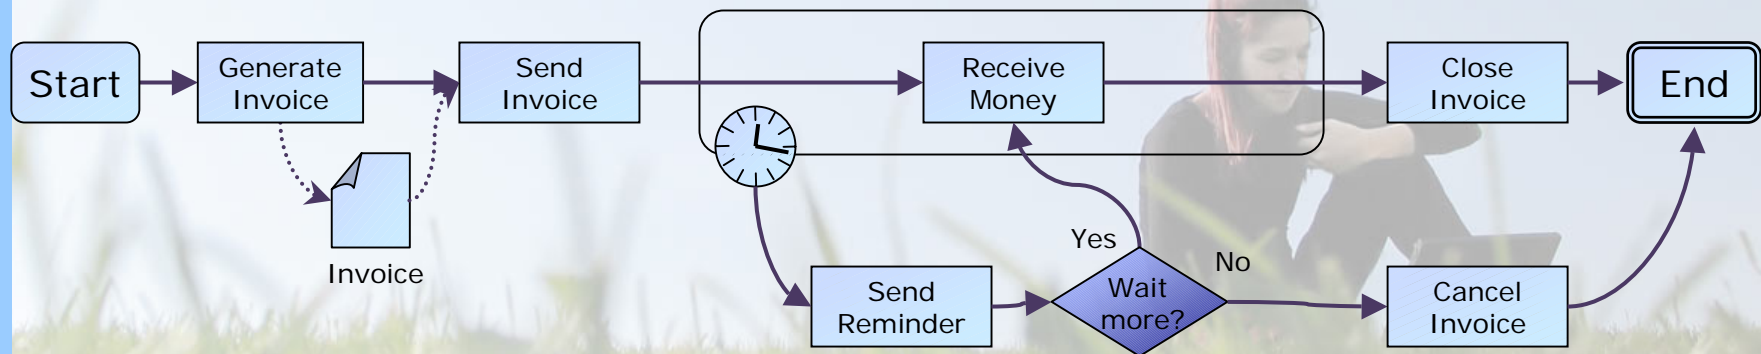 Start
Generate
Invoice
Send
Invoice
Receive
Money
Close
Invoice
End
Invoice
Yes
No
Send
Reminder
Wait
more?
Cancel
Invoice